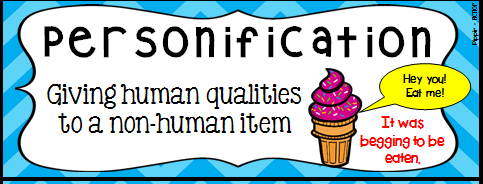 Personification
Giving human qualities
to a non-human item
Hey you!
Eat me!
It was
begging to be
eaten.